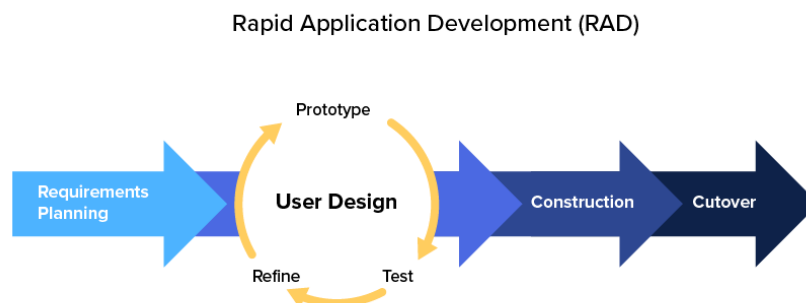 Rapid Application Development (RAD)
Prototype
Requirements
Planning
User Design
Construction
Cutover
Refine
Test